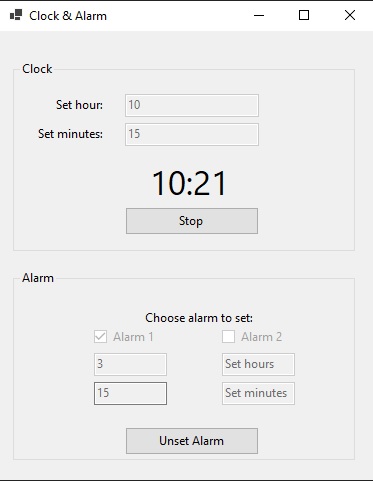 Clock & Alarm
Clock
Set hour: 10
Set minutes: 15
10:21
Stop
Alarm
Choose alarm to set:
Alarm 1 Alarm 2
3 Set hours
15 Set minutes
Unset Alarm